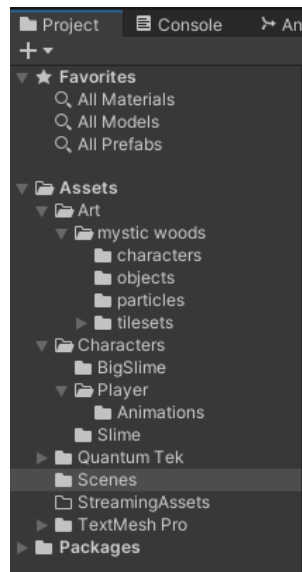 Project Console An
+
Favorites
All Materials
All Models
All Prefabs
Assets
Art
mystic woods
characters
objects
particles
tilesets
Characters
BigSlime
Player
Animations
Slime
Quantum Tek
Scenes
StreamingAssets
TextMesh Pro
Packages